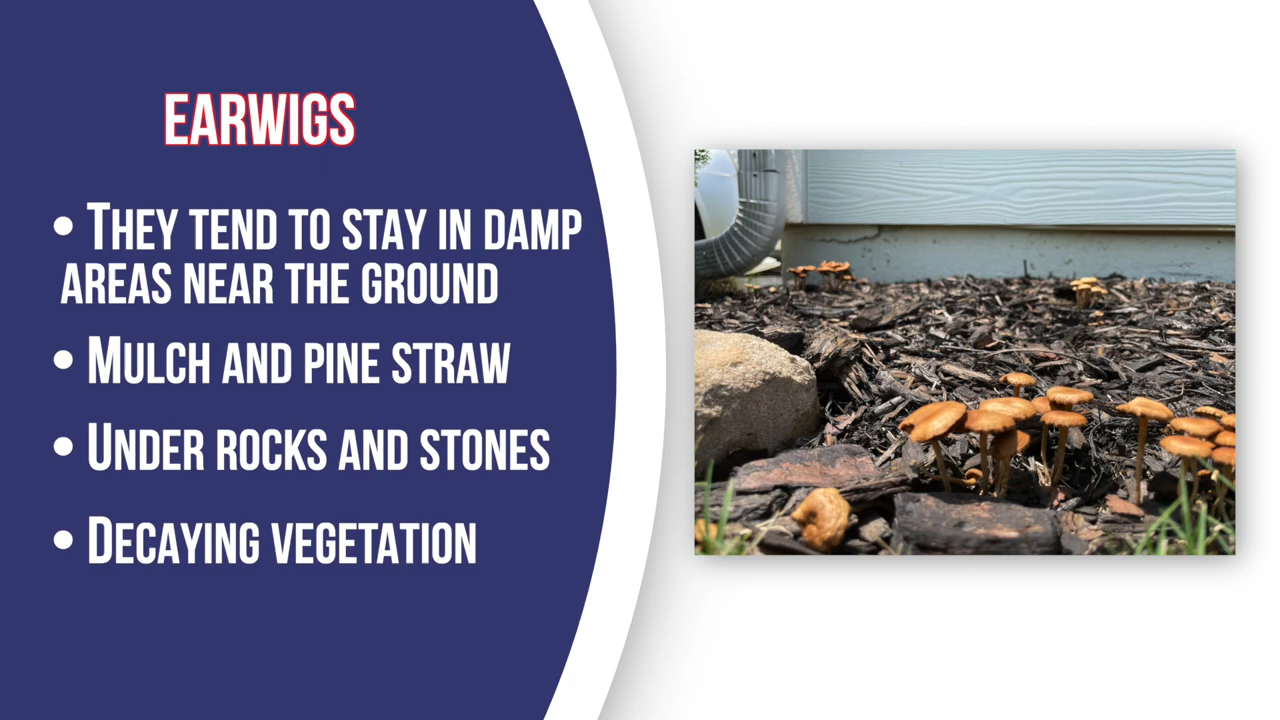 EARWIGS
• THEY TEND TO STAY IN DAMP
AREAS NEAR THE GROUND
• MULCH AND PINE STRAW
• UNDER ROCKS AND STONES
• DECAYING VEGETATION